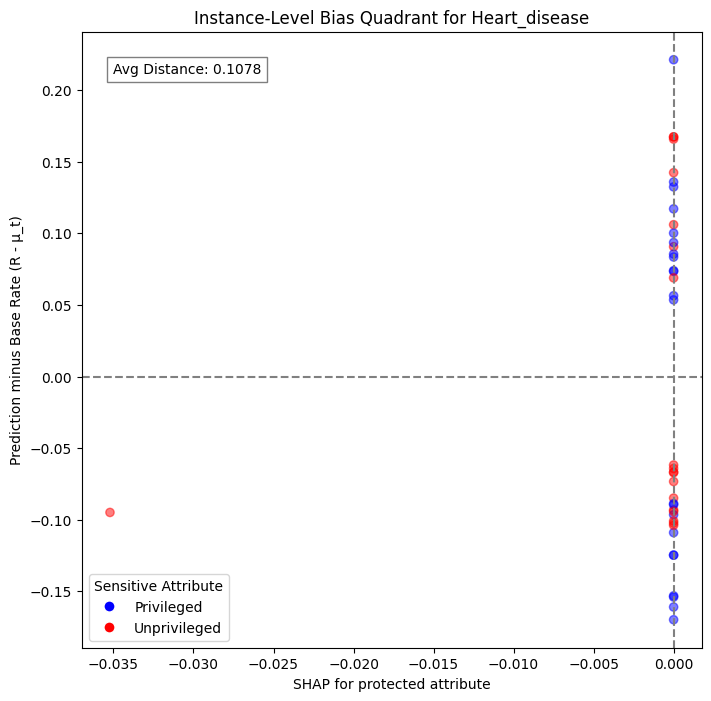 Instance-Level Bias Quadrant for Heart_disease
Avg Distance: 0.1078
Prediction minus Base Rate (R - μ_t)
0.20
0.15
0.10
0.05
0.00
−0.05
−0.10
−0.15
Sensitive Attribute
Privileged
Unprivileged
−0.035 −0.030 −0.025 −0.020 −0.015 −0.010 −0.005 0.000
SHAP for protected attribute